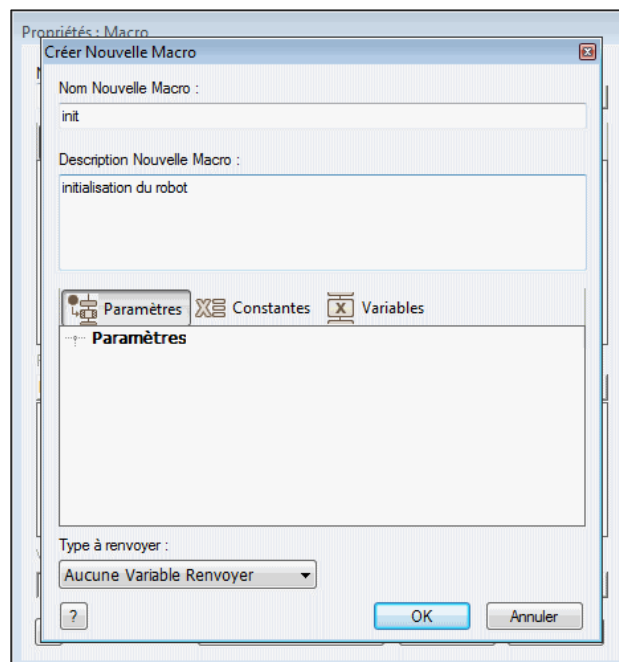 Propriétés : Macro
Créer Nouvelle Macro
Nom Nouvelle Macro :
init
Description Nouvelle Macro :
initialisation du robot
Paramètres Constantes Variables
Paramètres
Type à renvoyer :
Aucune Variable Renvoyer
? OK Annuler